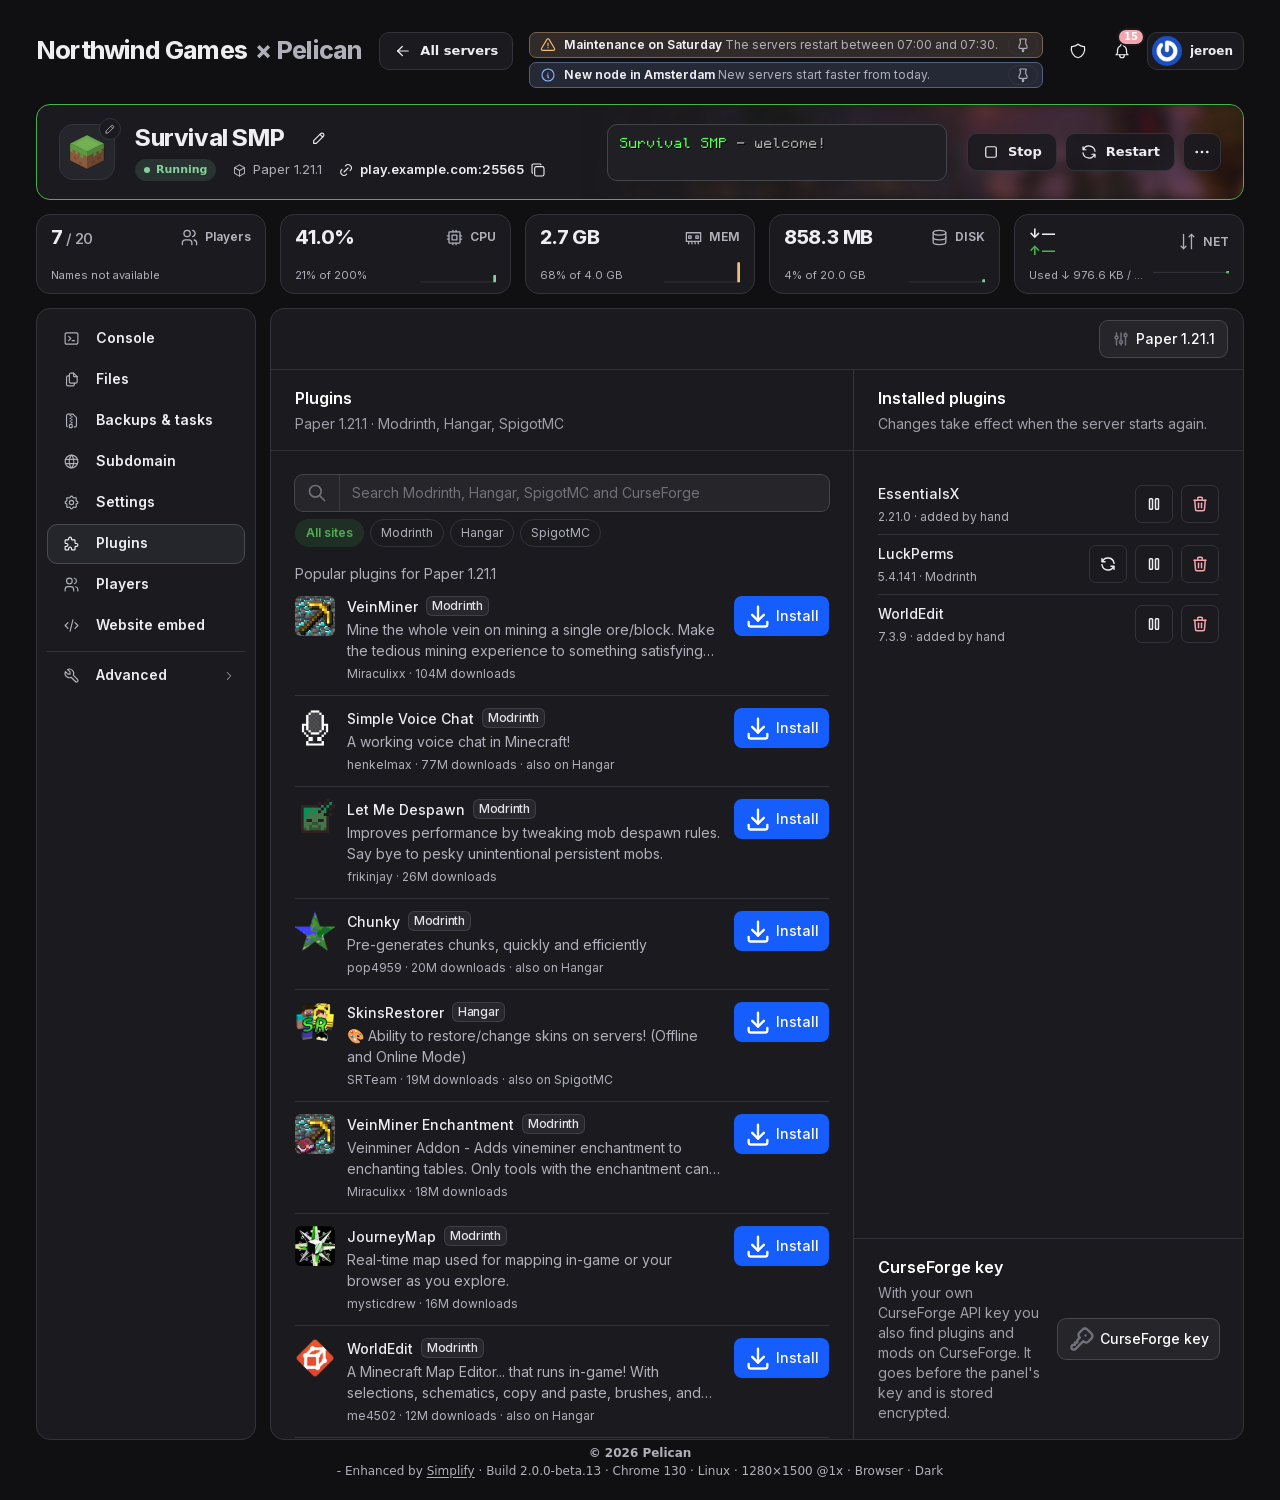 Northwind Games × Pelican
All servers
Maintenance on Saturday The servers restart between 07:00 and 07:30.
New node in Amsterdam New servers start faster from today.
15
jeroen
Survival SMP
Running
Paper 1.21.1
play.example.com:25565
Survival SMP - welcome!
Stop
Restart
7 / 20
Players
Names not available
41.0%
CPU
21% of 200%
2.7 GB
MEM
68% of 4.0 GB
858.3 MB
DISK
4% of 20.0 GB
↓—
↑—
NET
Used ↓ 976.6 KB / ...
Console
Files
Backups & tasks
Subdomain
Settings
Plugins
Players
Website embed
Advanced
Paper 1.21.1
Plugins
Paper 1.21.1 · Modrinth, Hangar, SpigotMC
Search Modrinth, Hangar, SpigotMC and CurseForge
All sites
Modrinth
Hangar
SpigotMC
Popular plugins for Paper 1.21.1
VeinMiner Modrinth
Install
Mine the whole vein on mining a single ore/block. Make
the tedious mining experience to something satisfying...
Miraculixx · 104M downloads
Simple Voice Chat Modrinth
Install
A working voice chat in Minecraft!
henkelmax · 77M downloads · also on Hangar
Let Me Despawn Modrinth
Install
Improves performance by tweaking mob despawn rules.
Say bye to pesky unintentional persistent mobs.
frikinjay · 26M downloads
Chunky Modrinth
Install
Pre-generates chunks, quickly and efficiently
pop4959 · 20M downloads · also on Hangar
SR
SkinsRestorer Hangar
Install
🎨 Ability to restore/change skins on servers! (Offline
and Online Mode)
SRTeam · 19M downloads · also on SpigotMC
VeinMiner Enchantment Modrinth
Install
Veinminer Addon - Adds vineminer enchantment to
enchanting tables. Only tools with the enchantment can...
Miraculixx · 18M downloads
JourneyMap Modrinth
Install
Real-time map used for mapping in-game or your
browser as you explore.
mysticdrew · 16M downloads
WorldEdit Modrinth
Install
A Minecraft Map Editor... that runs in-game! With
selections, schematics, copy and paste, brushes, and...
me4502 · 12M downloads · also on Hangar
Installed plugins
Changes take effect when the server starts again.
EssentialsX
2.21.0 · added by hand
LuckPerms
5.4.141 · Modrinth
WorldEdit
7.3.9 · added by hand
CurseForge key
With your own
CurseForge API key you
also find plugins and
mods on CurseForge. It
goes before the panel's
key and is stored
encrypted.
CurseForge key
© 2026 Pelican
- Enhanced by Simplify · Build 2.0.0-beta.13 · Chrome 130 · Linux · 1280×1500 @1x · Browser · Dark